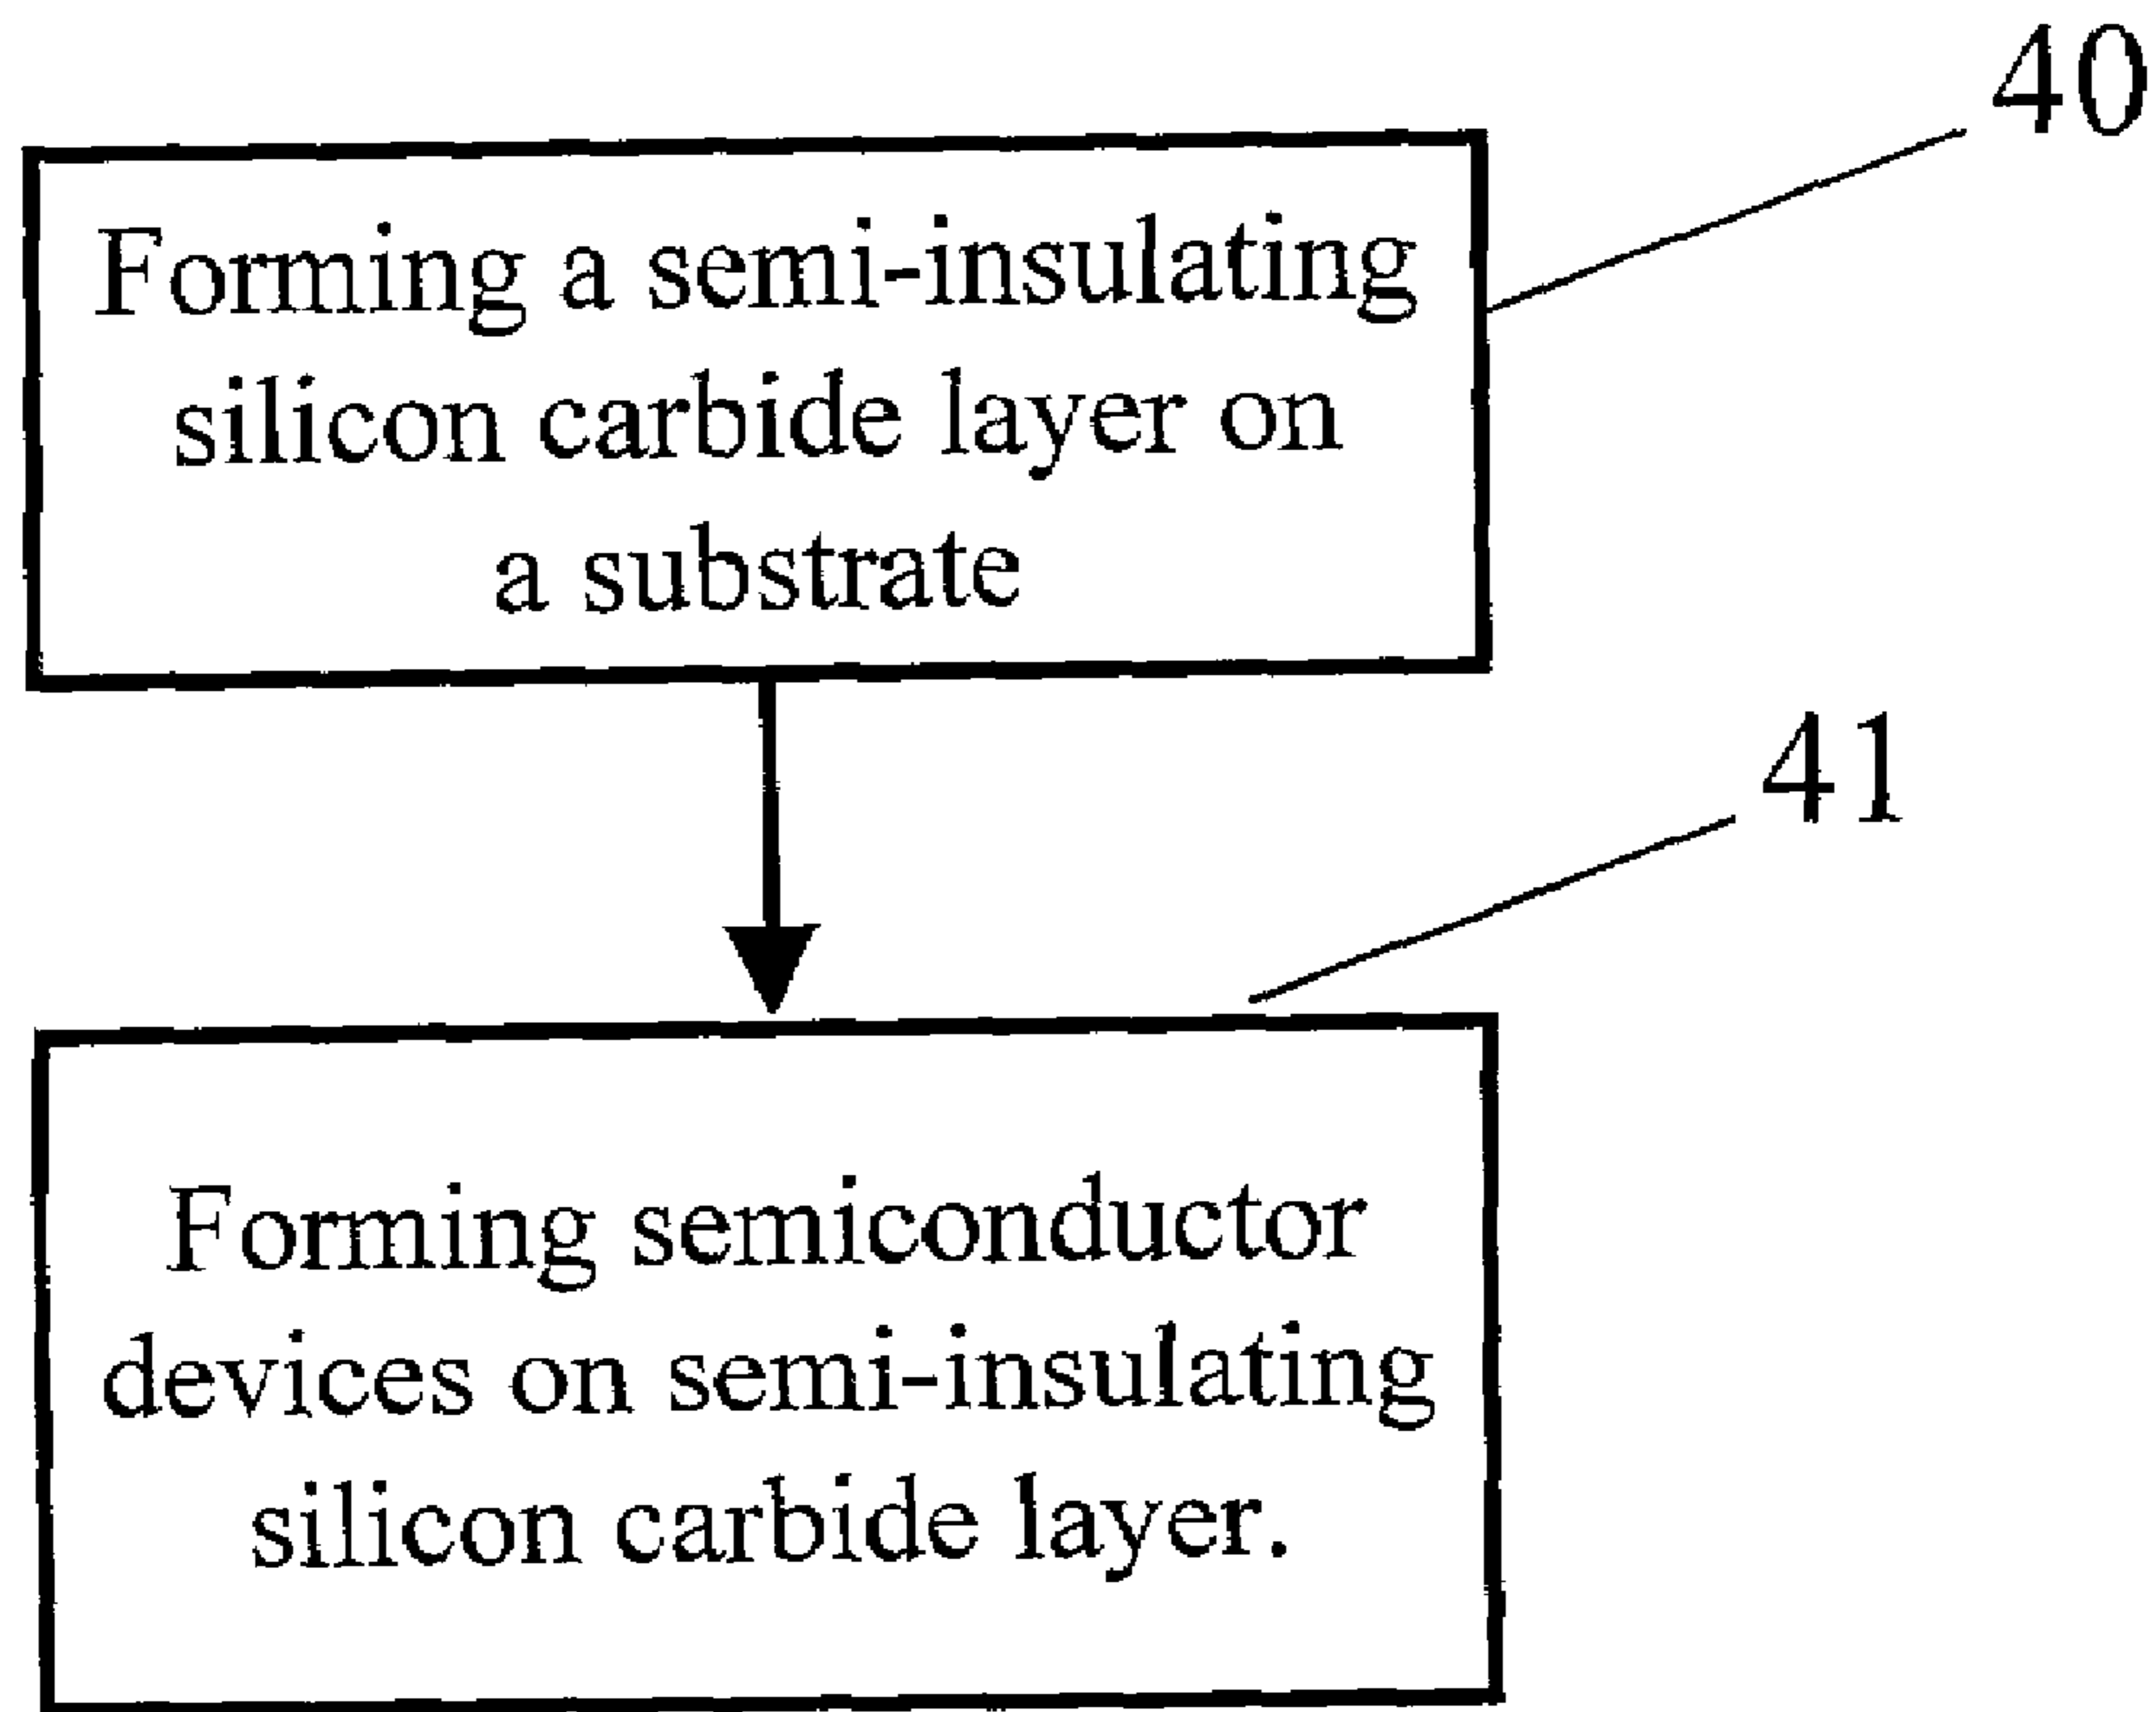 40
Forming a semi-insulating
silicon carbide layer on
a substrate
41
Forming semiconductor
devices on semi-insulating
silicon carbide layer.